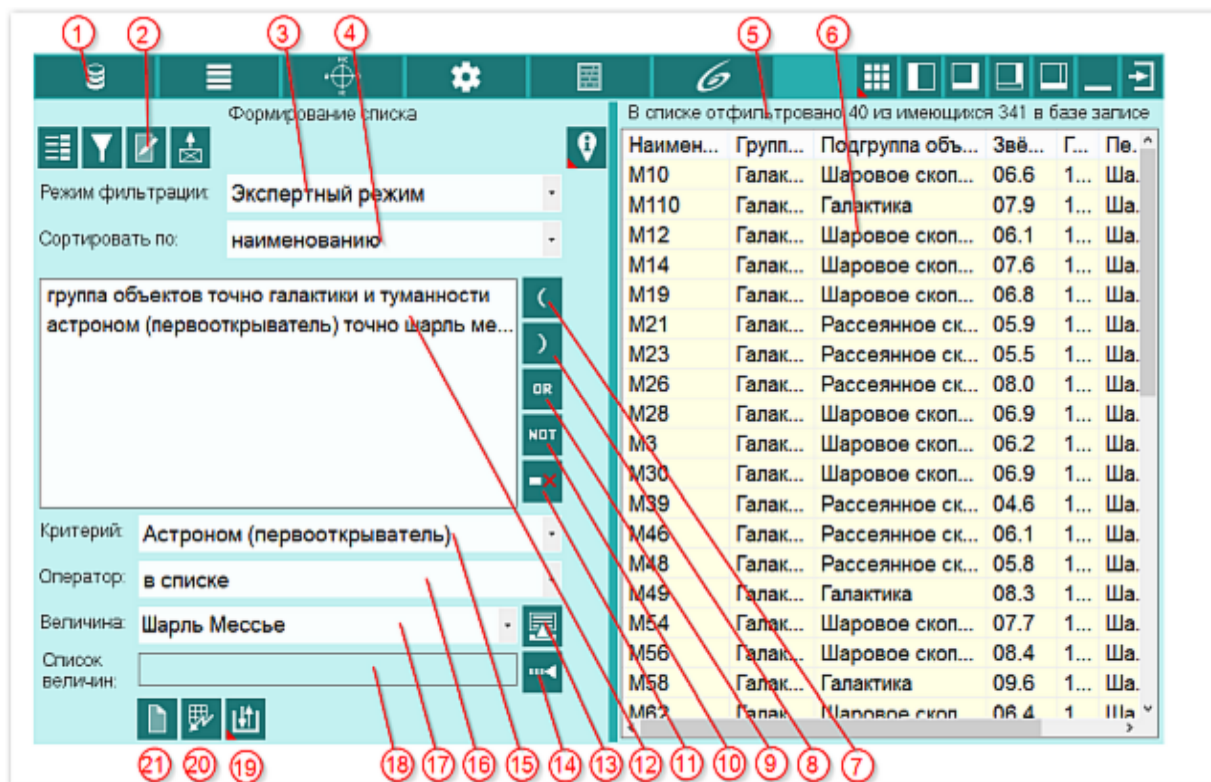 1 2 3 4 5 6
Формирование списка
В списке отфильтровано 40 из имеющихся 341 в базе записе
Режим фильтрации: Экспертный режим
Сортировать по: наименованию
группа объектов точно галактики и туманности
астроном (первооткрыватель) точно шарль ме...
(
)
OR
NOT
Критерий: Астроном (первооткрыватель)
Оператор: в списке
Величина: Шарль Мессье
Список
величин:
Наимен... Групп... Подгруппа объ... Звё... Г... Пе.
M10 Галак... Шаровое скоп... 06.6 1... Ша.
M110 Галак... Галактика 07.9 1... Ша.
M12 Галак... Шаровое скоп... 06.1 1... Ша.
M14 Галак... Шаровое скоп... 07.6 1... Ша.
M19 Галак... Шаровое скоп... 06.8 1... Ша.
M21 Галак... Рассеянное ск... 05.9 1... Ша.
M23 Галак... Рассеянное ск... 05.5 1... Ша.
M26 Галак... Рассеянное ск... 08.0 1... Ша.
M28 Галак... Шаровое скоп... 06.9 1... Ша.
M3 Галак... Шаровое скоп... 06.2 1... Ша.
M30 Галак... Шаровое скоп... 06.9 1... Ша.
M39 Галак... Рассеянное ск... 04.6 1... Ша.
M46 Галак... Рассеянное ск... 06.1 1... Ша.
M48 Галак... Рассеянное ск... 05.8 1... Ша.
M49 Галак... Галактика 08.3 1... Ша.
M54 Галак... Шаровое скоп... 07.7 1... Ша.
M56 Галак... Шаровое скоп... 08.4 1... Ша.
M58 Галак... Галактика 09.6 1... Ша.
M62 Галак... Шаровое скоп... 06.4 1... Ша.
21 20 19 18 17 16 15 14 13 12 11 10 9 8 7